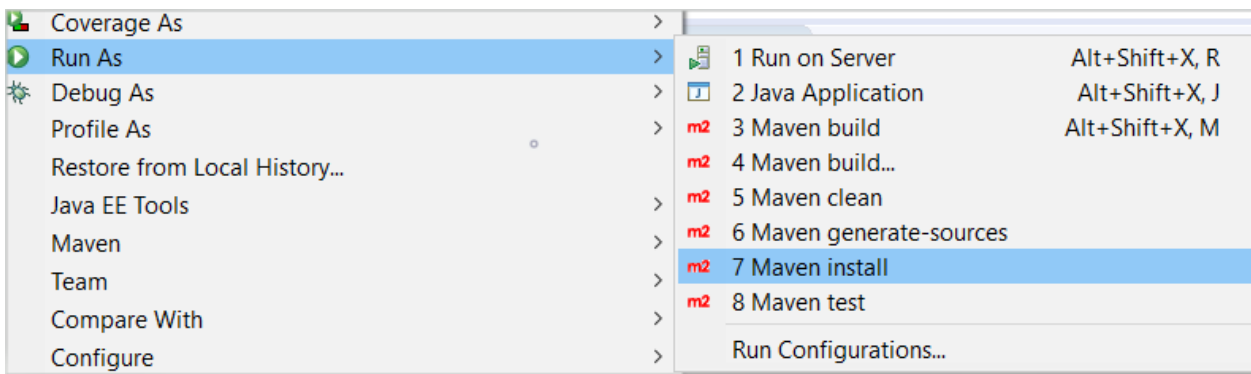 Coverage As
Run As
Debug As
Profile As
Restore from Local History...
Java EE Tools
Maven
Team
Compare With
Configure
1 Run on Server Alt+Shift+X, R
2 Java Application Alt+Shift+X, J
m2 3 Maven build Alt+Shift+X, M
m2 4 Maven build...
m2 5 Maven clean
m2 6 Maven generate-sources
m2 7 Maven install
m2 8 Maven test
Run Configurations...